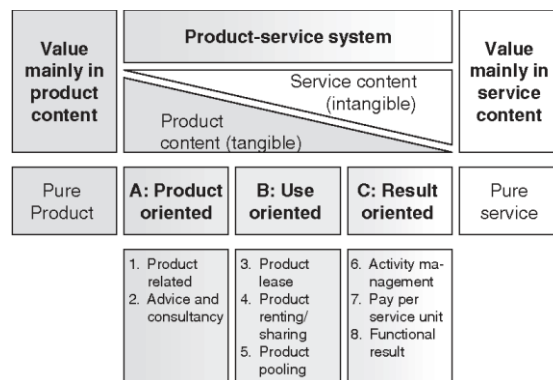 Value
mainly in
product
content
Product-service system
Service content
(intangible)
Product
content (tangible)
Value
mainly in
service
content
Pure
Product
A: Product
oriented
B: Use
oriented
C: Result
oriented
Pure
service
1. Product
related
2. Advice and
consultancy
3. Product
lease
4. Product
renting/
sharing
5. Product
pooling
6. Activity ma-
nagement
7. Pay per
service unit
8. Functional
result